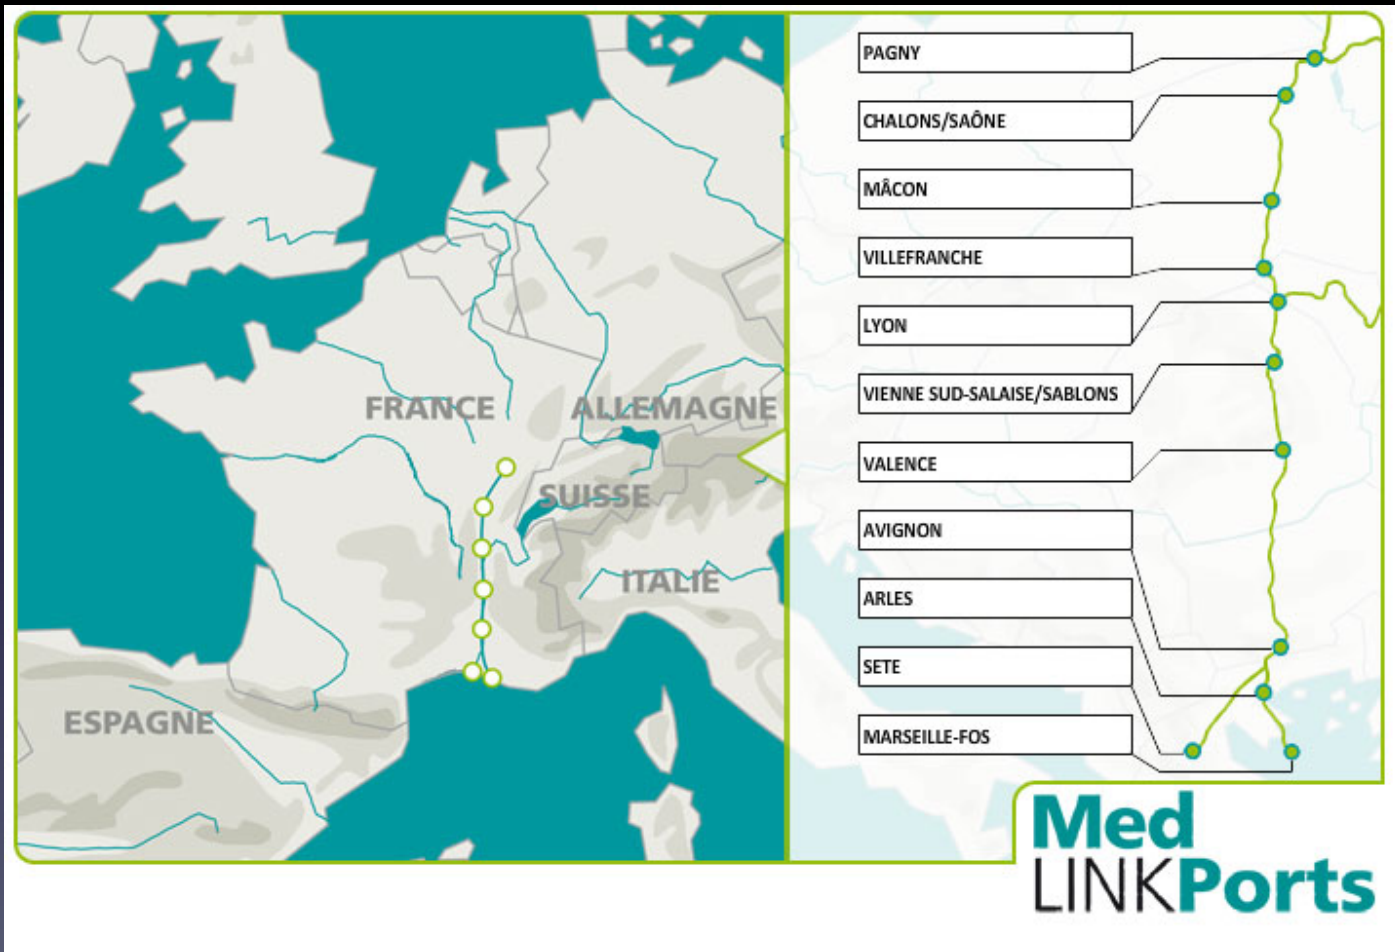 FRANCE
ALLEMAGNE
SUISSE
ITALIE
ESPAGNE
PAGNY
CHALONS/SAÔNE
MÂCON
VILLEFRANCHE
LYON
VIENNE SUD-SALAISE/SABLONS
VALENCE
AVIGNON
ARLES
SETE
MARSEILLE-FOS
Med
LINKPorts